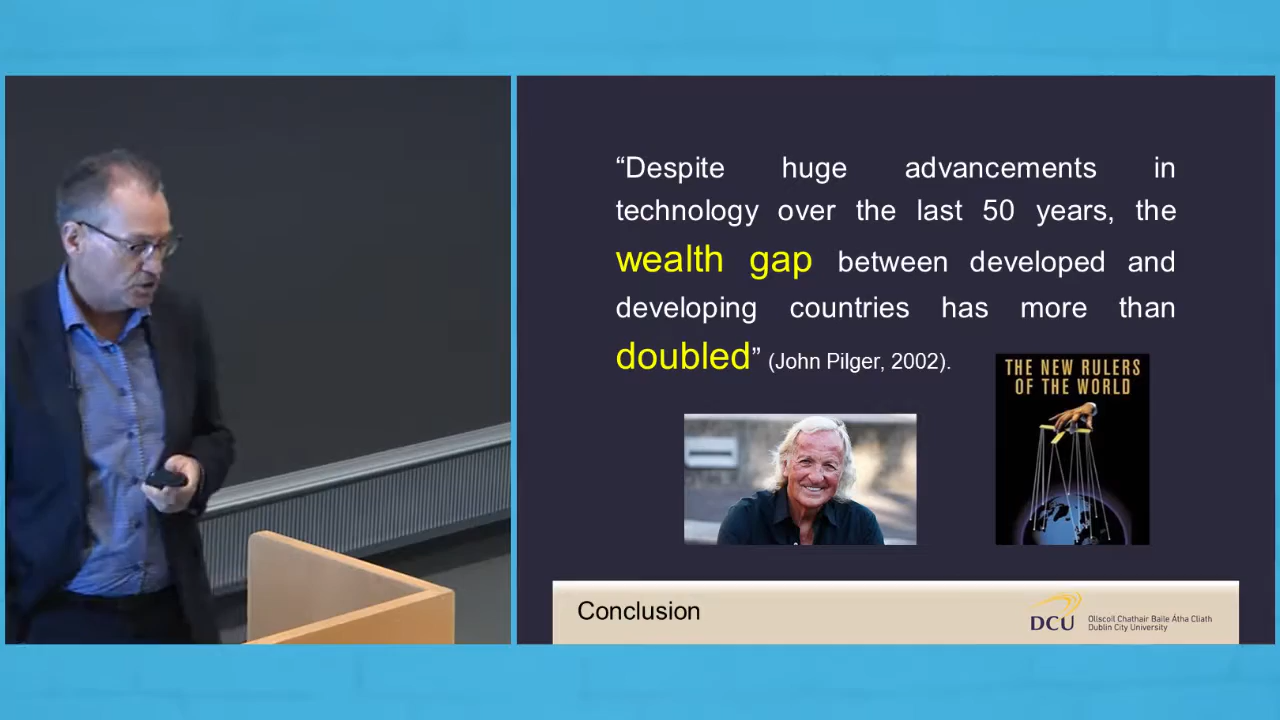 “Despite huge advancements in
technology over the last 50 years, the
wealth gap between developed and
developing countries has more than
doubled” (John Pilger, 2002).
THE NEW RULERS
OF THE WORLD
Conclusion
DCU
Ollscoil Chathair Baile Átha Cliath
Dublin City University